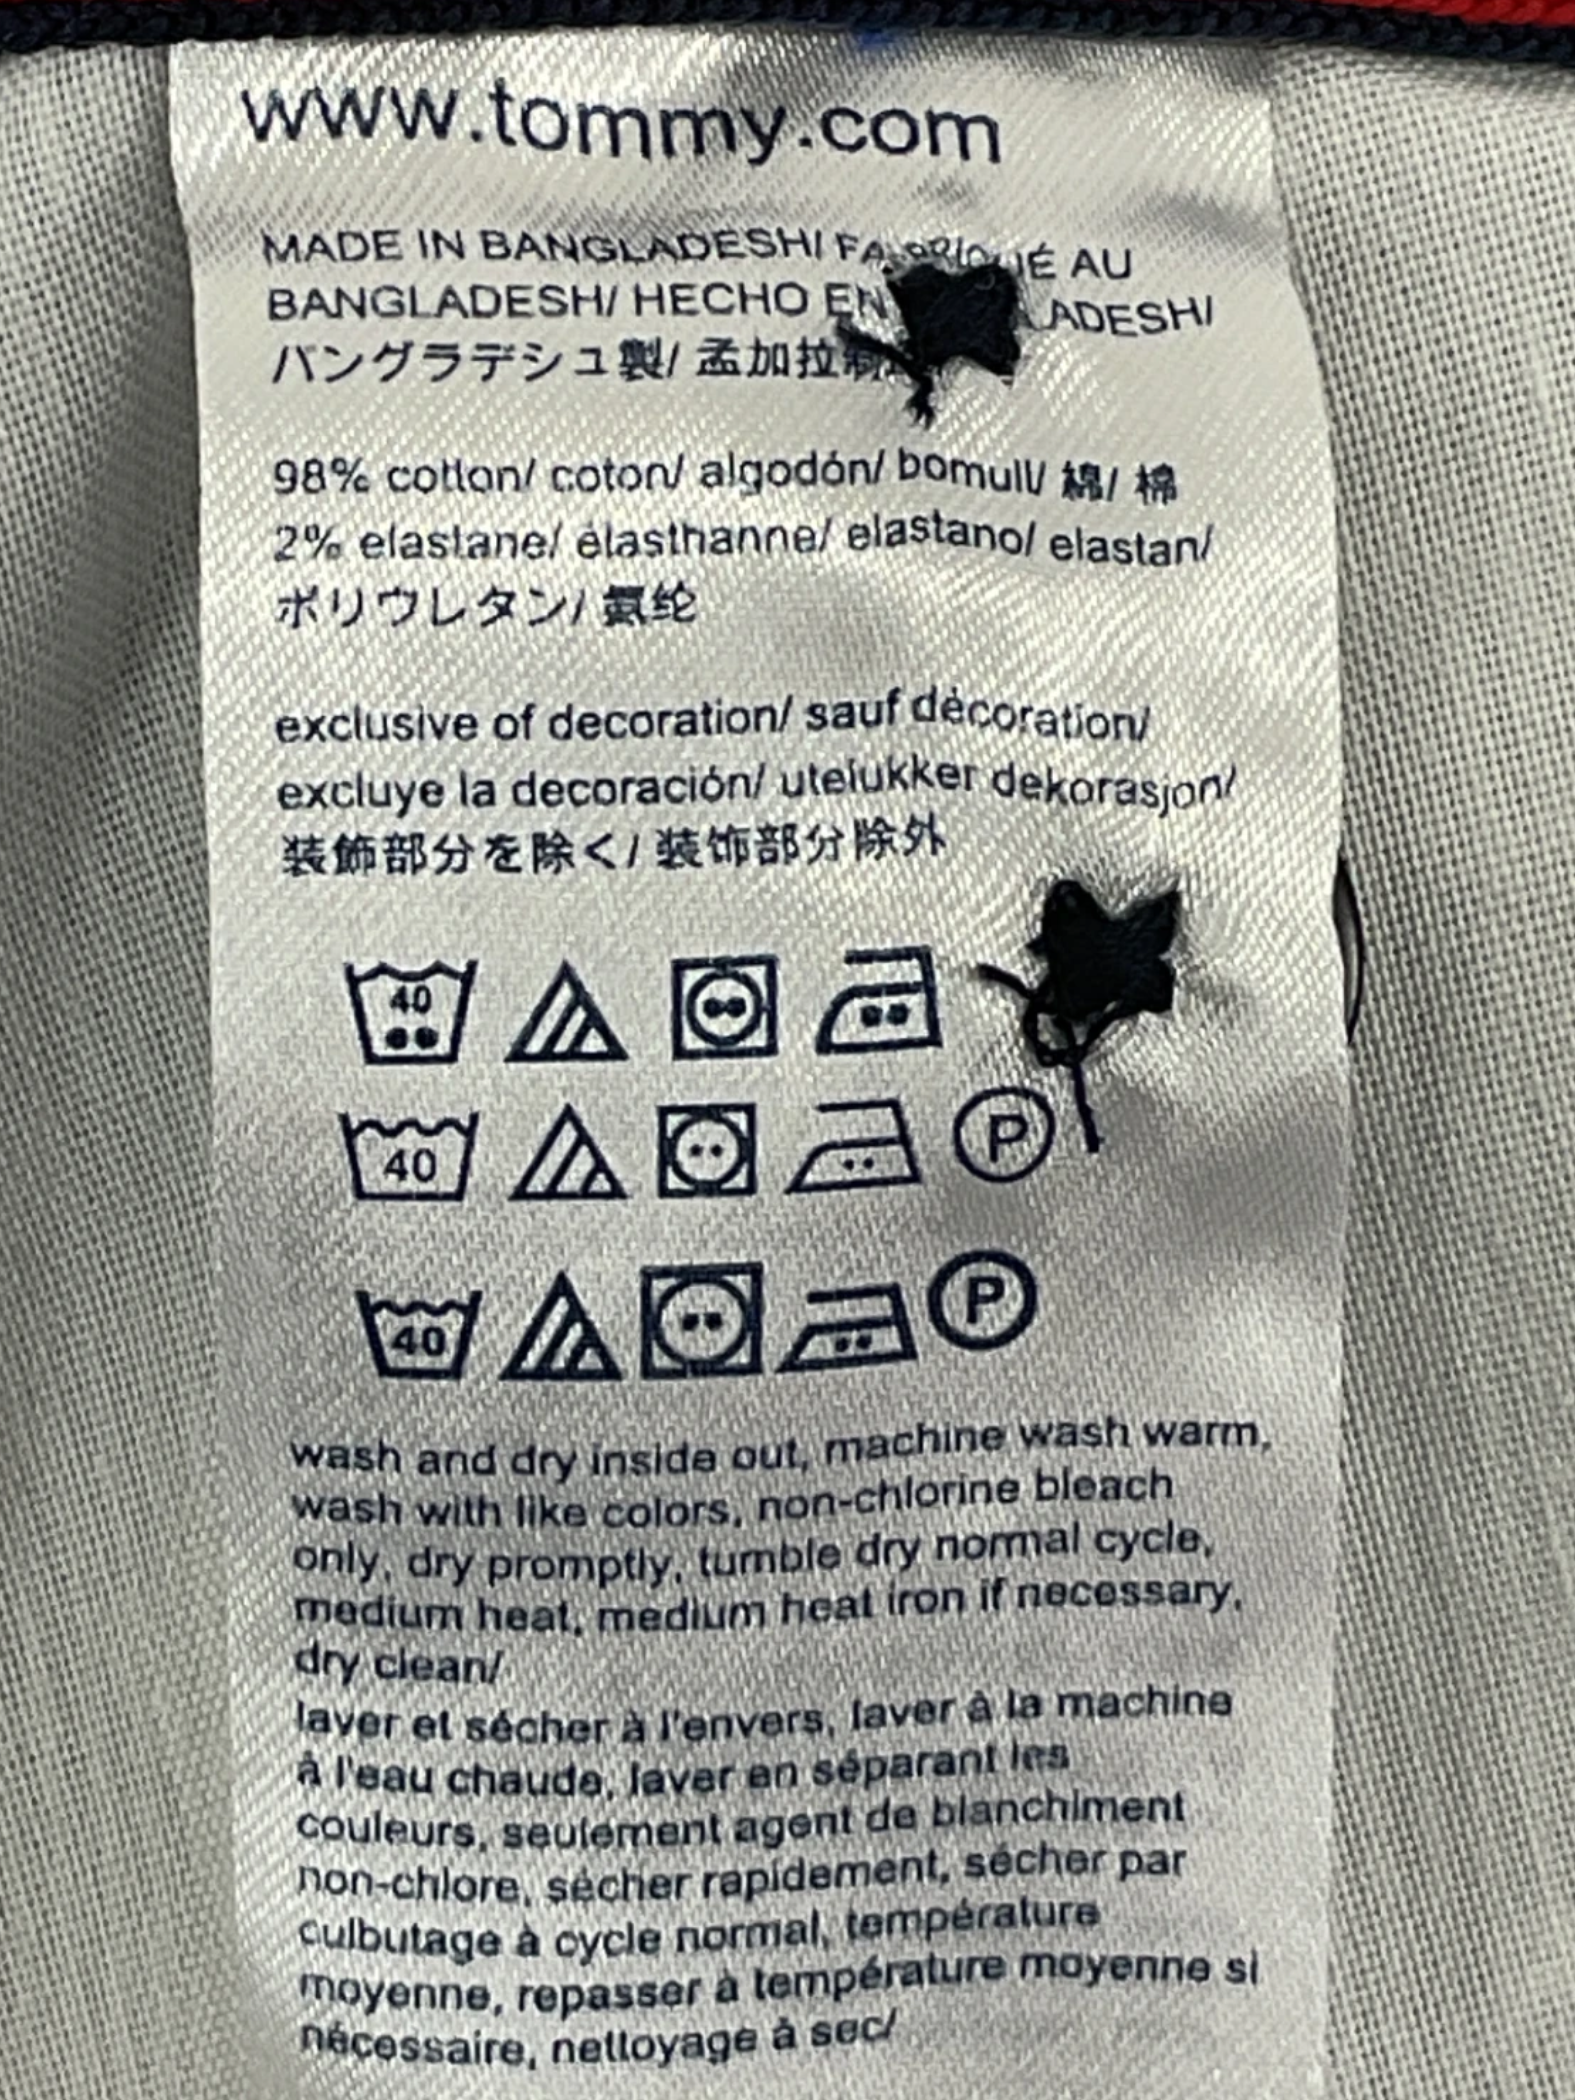 www.tommy.com
MADE IN BANGLADESH/ FABRIQUÉ AU
BANGLADESH/ HECHO EN LADESH/
バングラデシュ製/ 孟加拉制
98% cotton/ coton/ algodón/ bomull/ 綿/ 棉
2% elastane/ élasthanne/ elastano/ elastan/
ポリウレタン/ 氨纶
exclusive of decoration/ sauf décoration/
excluye la decoración/ utelukker dekorasjon/
装飾部分を除く/ 装饰部分除外
40
40 P
40 P
wash and dry inside out, machine wash warm,
wash with like colors, non-chlorine bleach
only, dry promptly, tumble dry normal cycle,
medium heat, medium heat iron if necessary,
dry clean/
laver et sécher à l'envers, laver à la machine
à l'eau chaude, laver en séparant les
couleurs, seulement agent de blanchiment
non-chlore, sécher rapidement, sécher par
culbutage à cycle normal, température
moyenne, repasser à température moyenne si
nécessaire, nettoyage à sec/